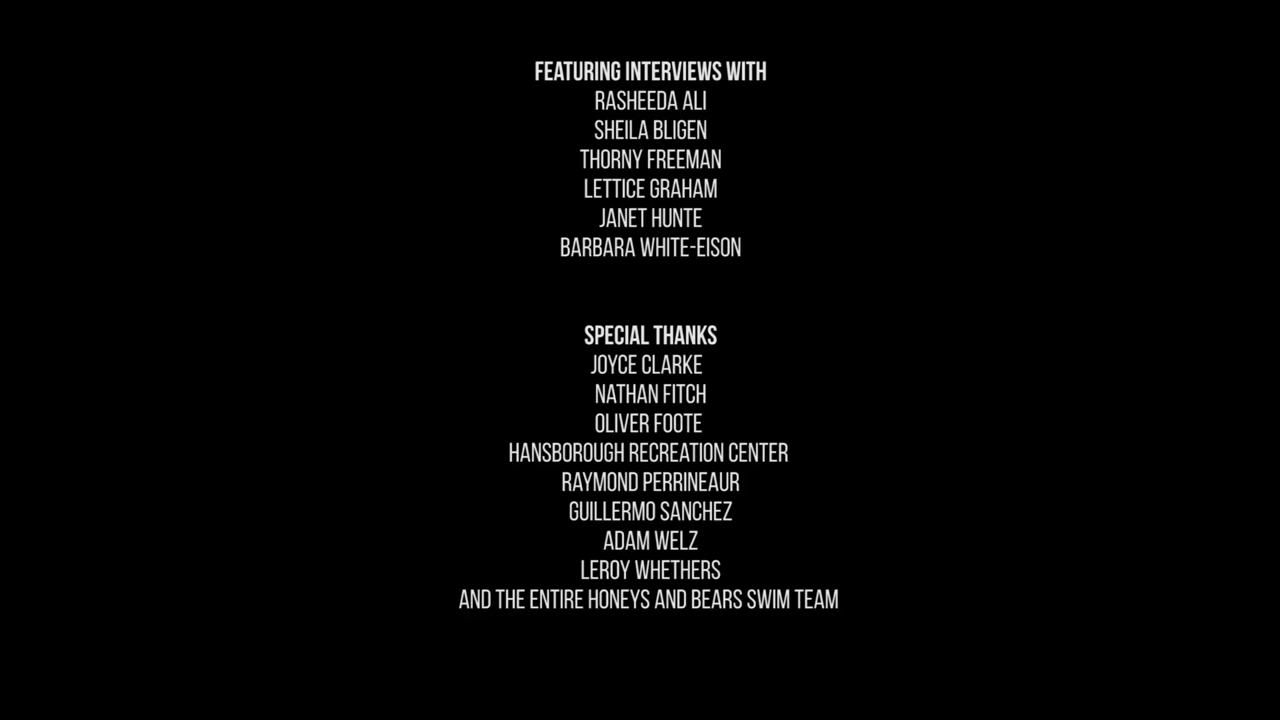 FEATURING INTERVIEWS WITH
RASHEEDA ALI
SHEILA BLIGEN
THORNY FREEMAN
LETTICE GRAHAM
JANET HUNTE
BARBARA WHITE-EISON
SPECIAL THANKS
JOYCE CLARKE
NATHAN FITCH
OLIVER FOOTE
HANSBOROUGH RECREATION CENTER
RAYMOND PERRINEAUR
GUILLERMO SANCHEZ
ADAM WELZ
LEROY WHETHERS
AND THE ENTIRE HONEYS AND BEARS SWIM TEAM